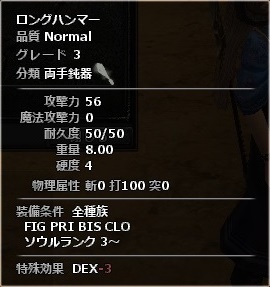 ロングハンマー
品質 Normal
グレード 3
分類 両手鈍器
攻撃力 56
魔法攻撃力 0
耐久度 50/50
重量 8.00
硬度 4
物理属性 斬0 打100 突0
装備条件 全種族
FIG PRI BIS CLO
ソウルランク 3～
特殊効果 DEX-3